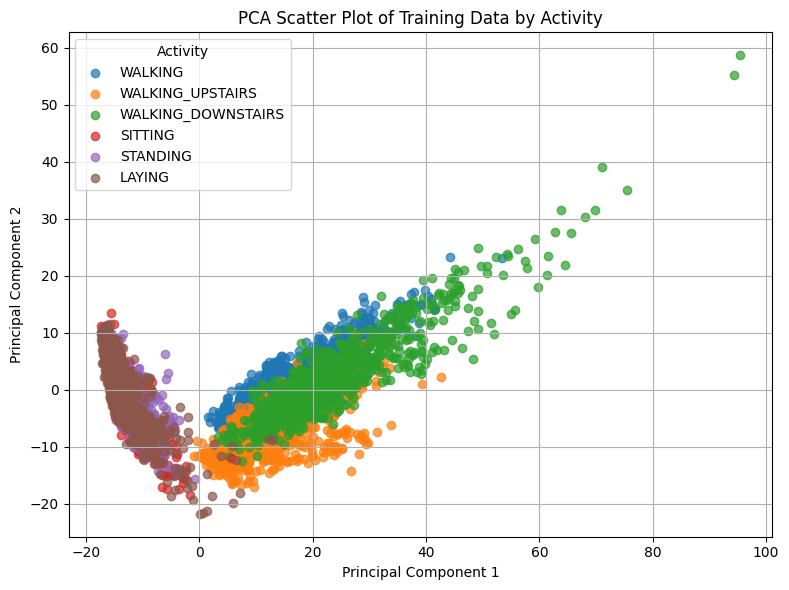 PCA Scatter Plot of Training Data by Activity
Activity
WALKING
WALKING_UPSTAIRS
WALKING_DOWNSTAIRS
SITTING
STANDING
LAYING
Principal Component 2
60
50
40
30
20
10
0
−10
−20
−20
0
20
40
60
80
100
Principal Component 1